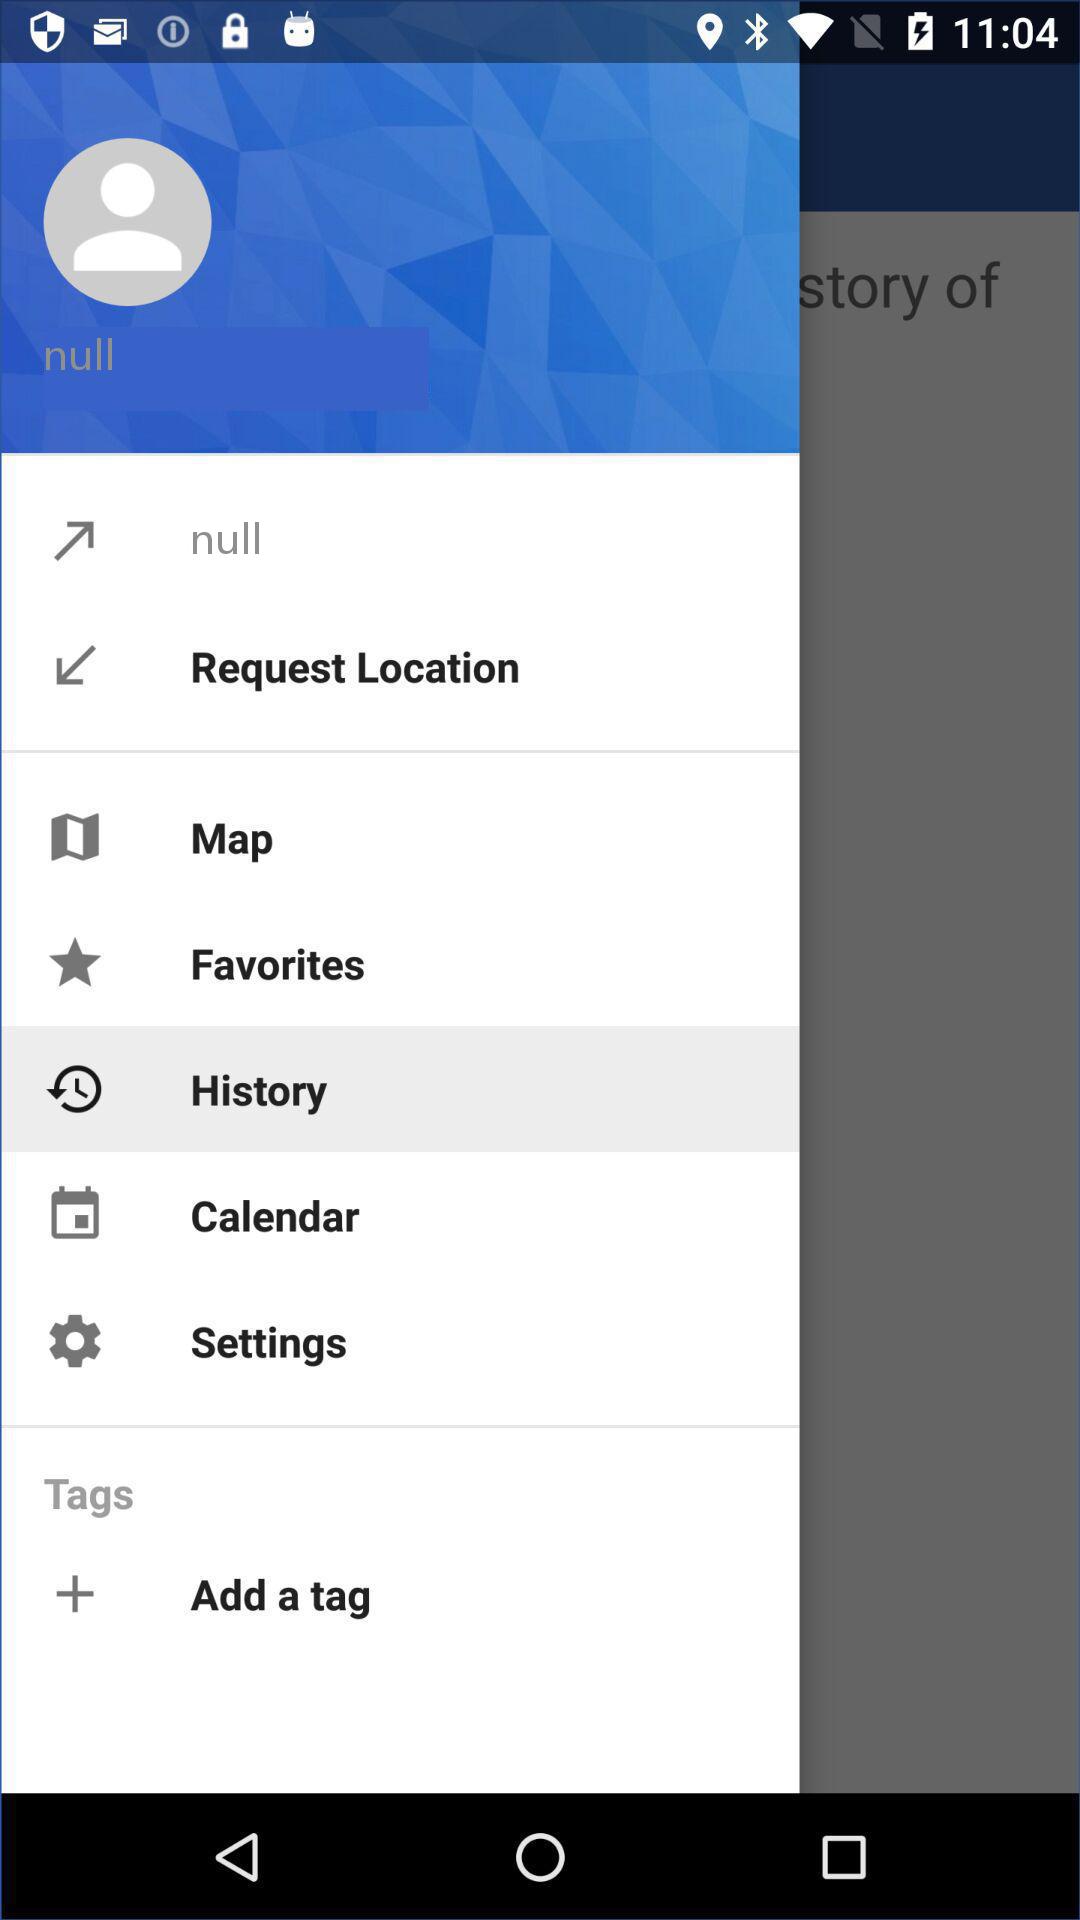 11:04
story of
null
null
Request Location
Map
Favorites
History
Calendar
Settings
Tags
Add a tag